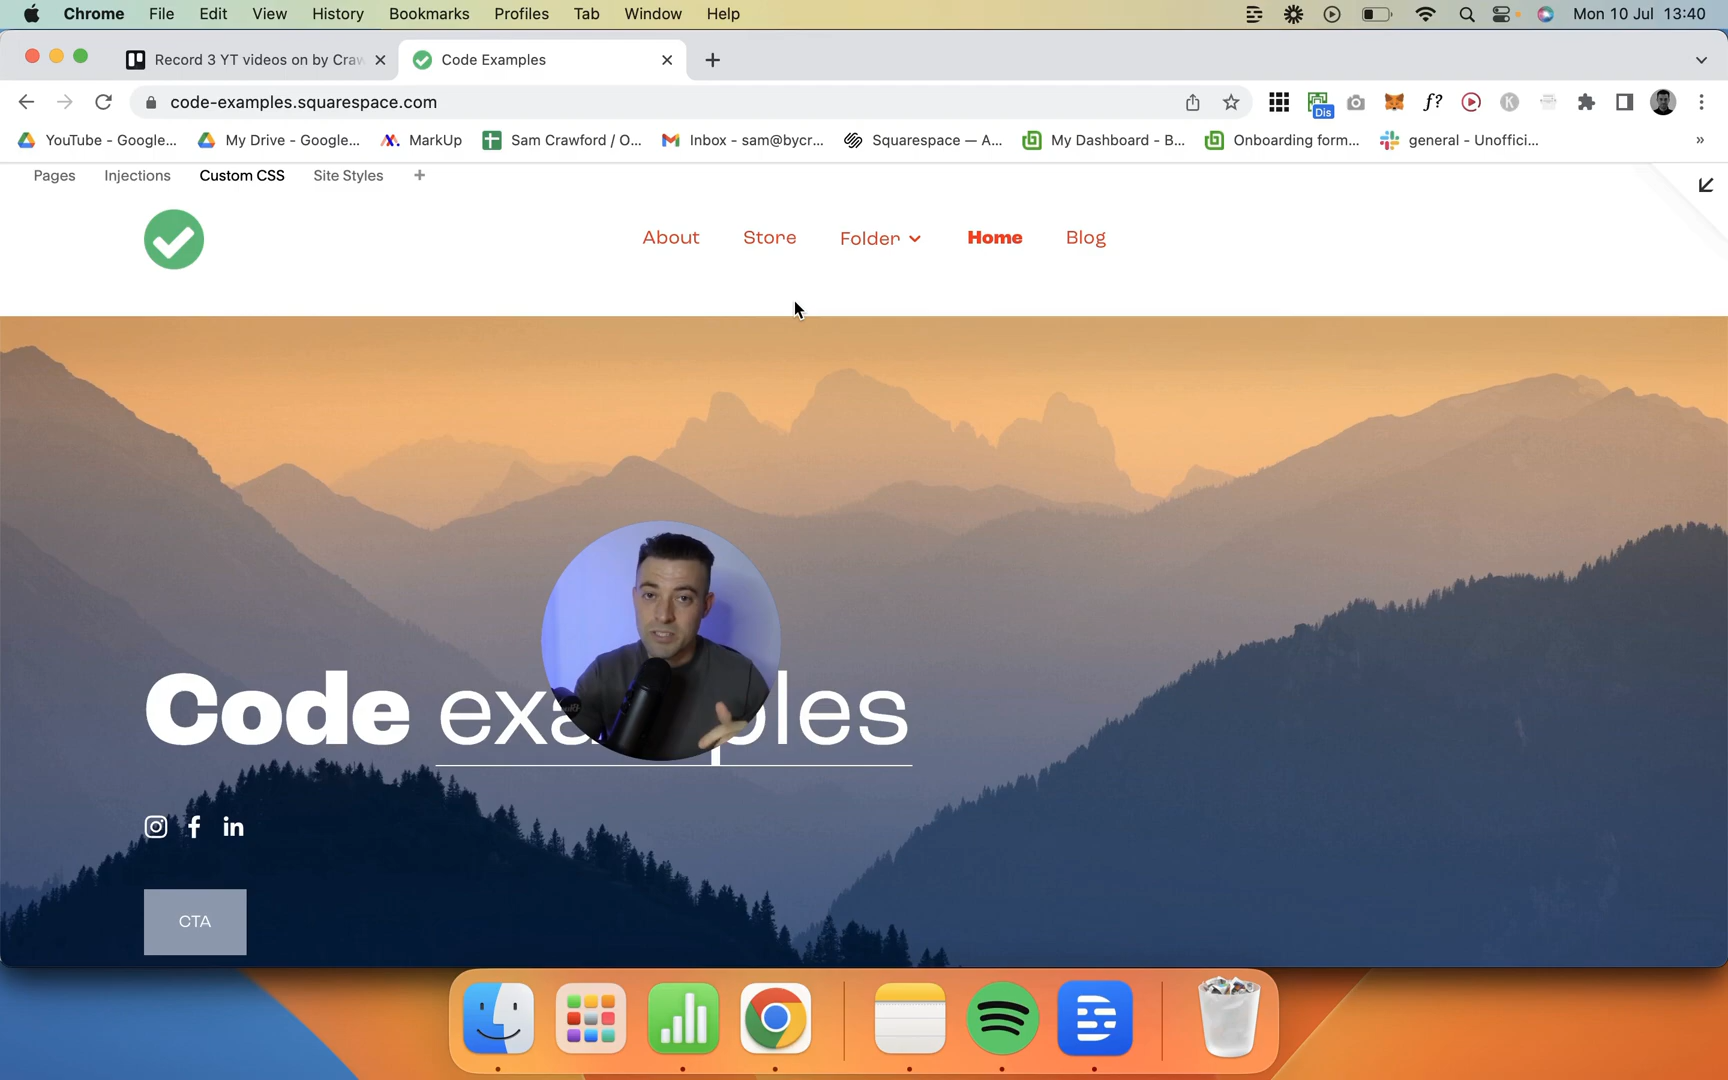 Chrome File Edit View History Bookmarks Profiles Tab Window Help Mon 10 Jul 13:40
Record 3 YT videos on by Craw Code Examples
code-examples.squarespace.com
f? Dis K
YouTube - Google... My Drive - Google... MarkUp Sam Crawford / O... Inbox - sam@bycr... Squarespace — A... My Dashboard - B... Onboarding form... general - Unoffici...
Pages Injections Custom CSS Site Styles +
About Store Folder Home Blog
Code exa ples
in
CTA